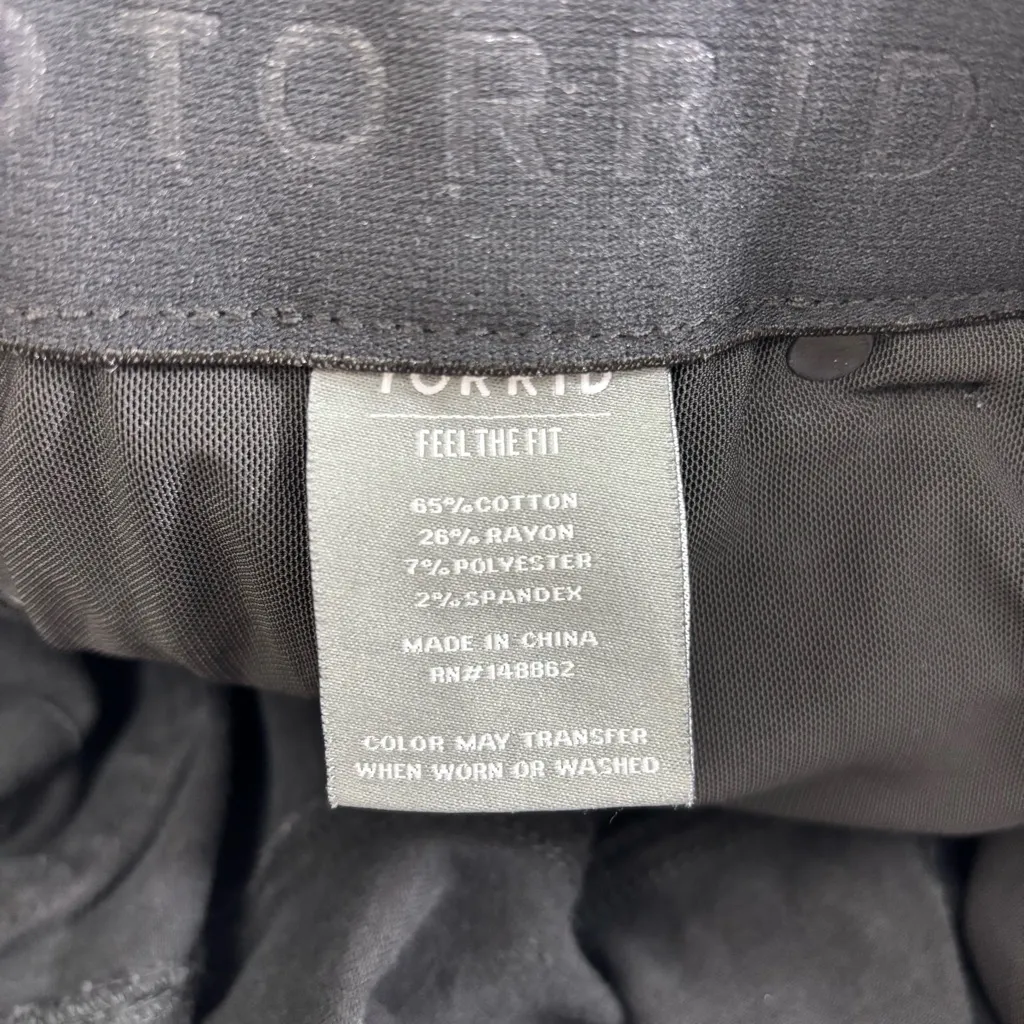 TORRID
TORRID
FEEL THE FIT
65% COTTON
26% RAYON
7% POLYESTER
2% SPANDEX
MADE IN CHINA
RN#148862
COLOR MAY TRANSFER
WHEN WORN OR WASHED